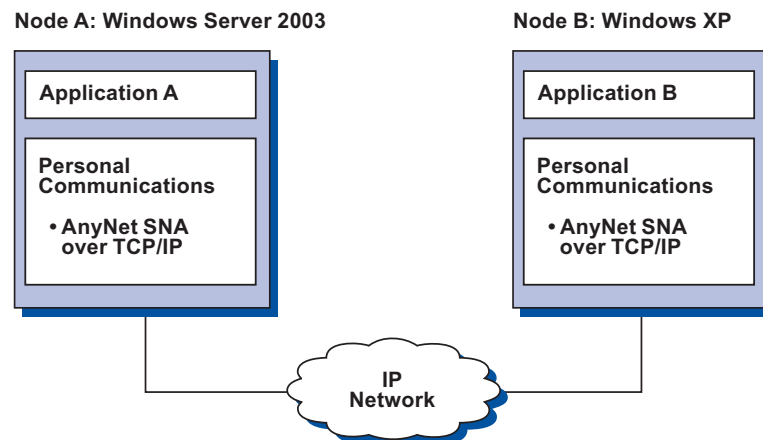 Node A: Windows Server 2003
Application A
Personal
Communications
• AnyNet SNA
over TCP/IP
Node B: Windows XP
Application B
Personal
Communications
• AnyNet SNA
over TCP/IP
IP
Network